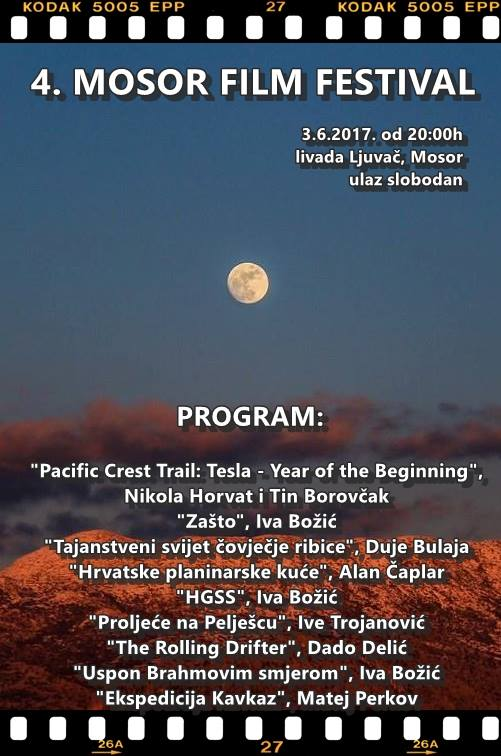 KODAK 5005 EPP 27 KODAK 5005 EPP
4. MOSOR FILM FESTIVAL
3.6.2017. od 20:00h
livada Ljuvač, Mosor
ulaz slobodan
PROGRAM:
"Pacific Crest Trail: Tesla - Year of the Beginning",
Nikola Horvat i Tin Borovčak
"Zašto", Iva Božić
"Tajanstveni svijet čovječje ribice", Duje Bulaja
"Hrvatske planinarske kuće", Alan Čaplar
"HGSS", Iva Božić
"Proljeće na Pelješcu", Ive Trojanović
"The Rolling Drifter", Dado Delić
"Uspon Brahmovim smjerom", Iva Božić
"Ekspedicija Kavkaz", Matej Perkov
26A 27 26A